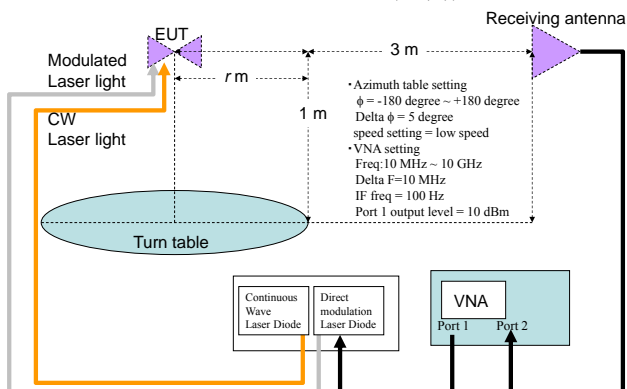 Receiving antenna
EUT
3 m
Modulated
Laser light
r m
・Azimuth table setting
ϕ = -180 degree ~ +180 degree
Delta ϕ = 5 degree
speed setting = low speed
・VNA setting
Freq:10 MHz ~ 10 GHz
Delta F=10 MHz
IF freq = 100 Hz
Port 1 output level = 10 dBm
1 m
CW
Laser light
Turn table
Continuous
Wave
Laser Diode
Direct
modulation
Laser Diode
VNA
Port 1
Port 2